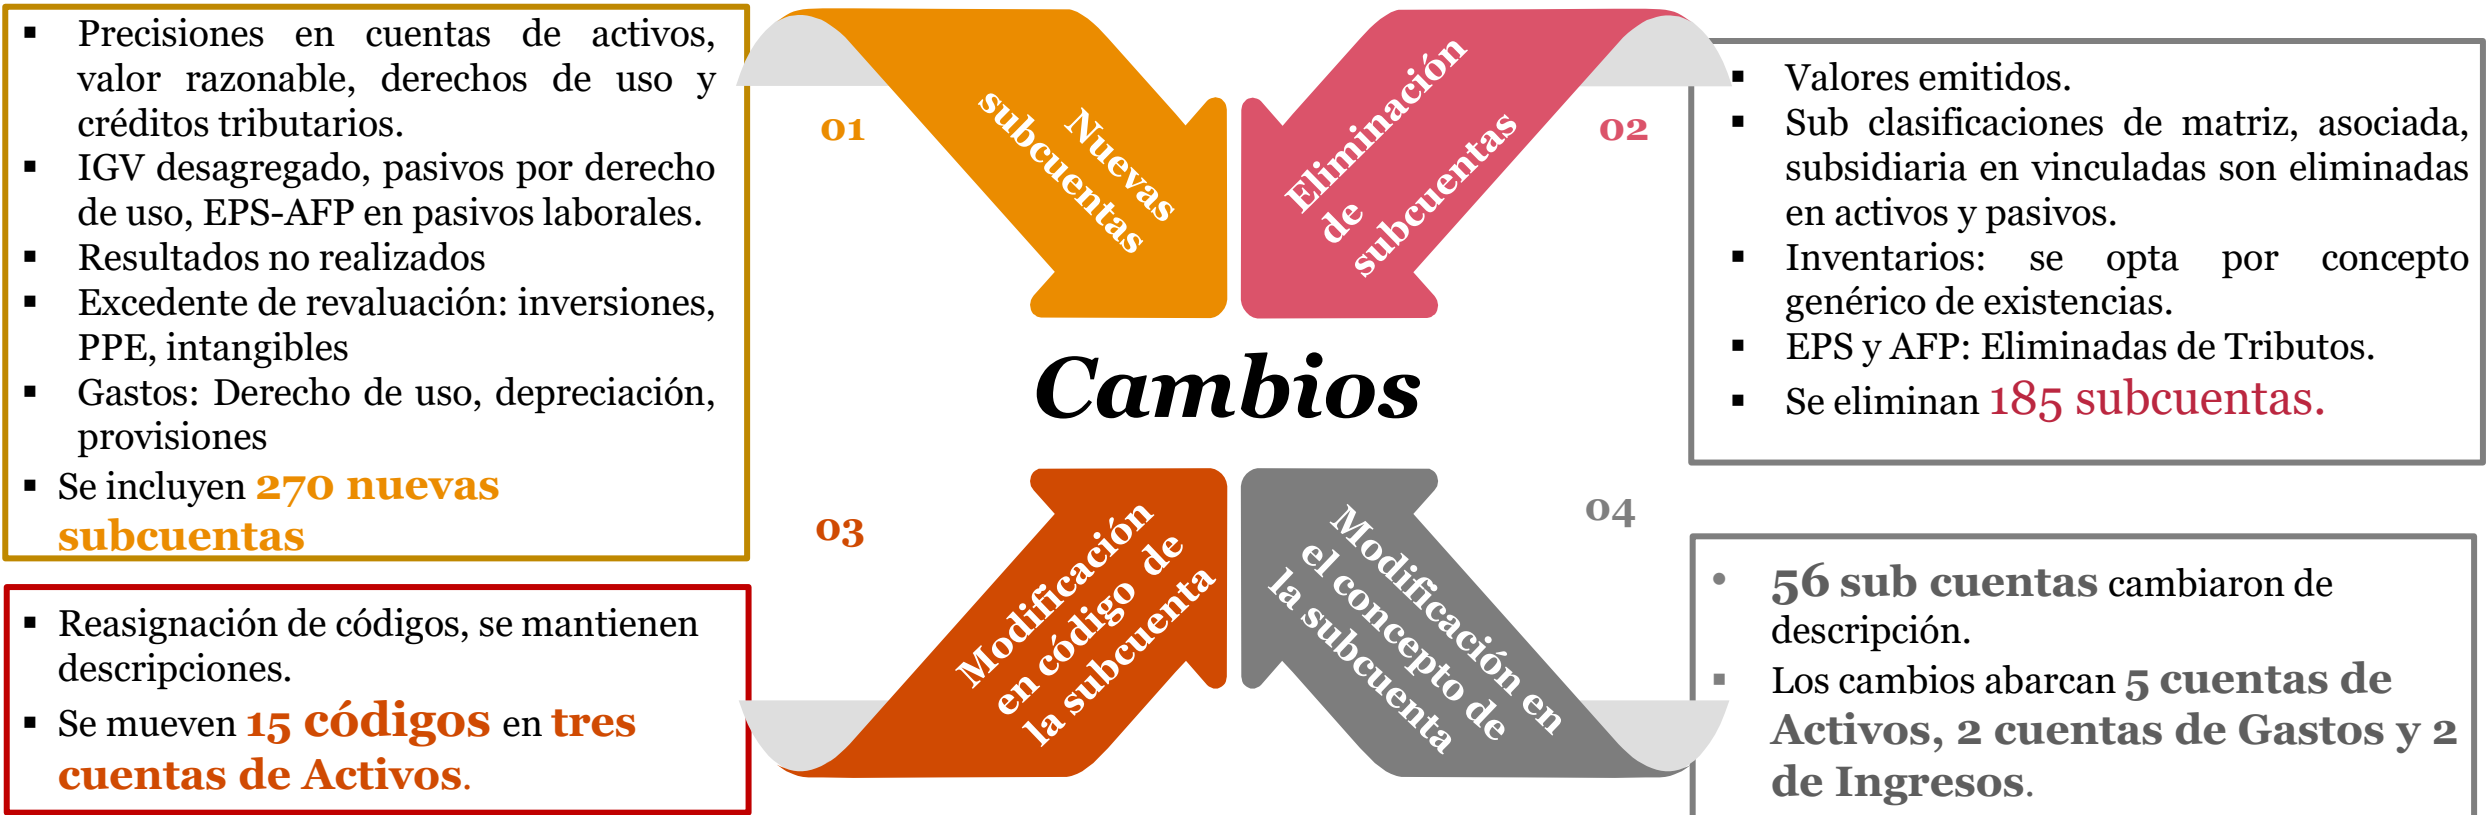 ▪ Precisiones en cuentas de activos,
valor razonable, derechos de uso y
créditos tributarios.
▪ IGV desagregado, pasivos por derecho
de uso, EPS-AFP en pasivos laborales.
▪ Resultados no realizados
▪ Excedente de revaluación: inversiones,
PPE, intangibles
▪ Gastos: Derecho de uso, depreciación,
provisiones
▪ Se incluyen 270 nuevas
subcuentas
01
Nuevas
subcuentas
Eliminación
de
subcuentas
02
▪ Valores emitidos.
▪ Sub clasificaciones de matriz, asociada,
subsidiaria en vinculadas son eliminadas
en activos y pasivos.
▪ Inventarios: se opta por concepto
genérico de existencias.
▪ EPS y AFP: Eliminadas de Tributos.
▪ Se eliminan 185 subcuentas.
Cambios
▪ Reasignación de códigos, se mantienen
descripciones.
▪ Se mueven 15 códigos en tres
cuentas de Activos.
03
Modificación
en código de
la subcuenta
Modificación en
el concepto de
la subcuenta
04
• 56 sub cuentas cambiaron de
descripción.
▪ Los cambios abarcan 5 cuentas de
Activos, 2 cuentas de Gastos y 2
de Ingresos.